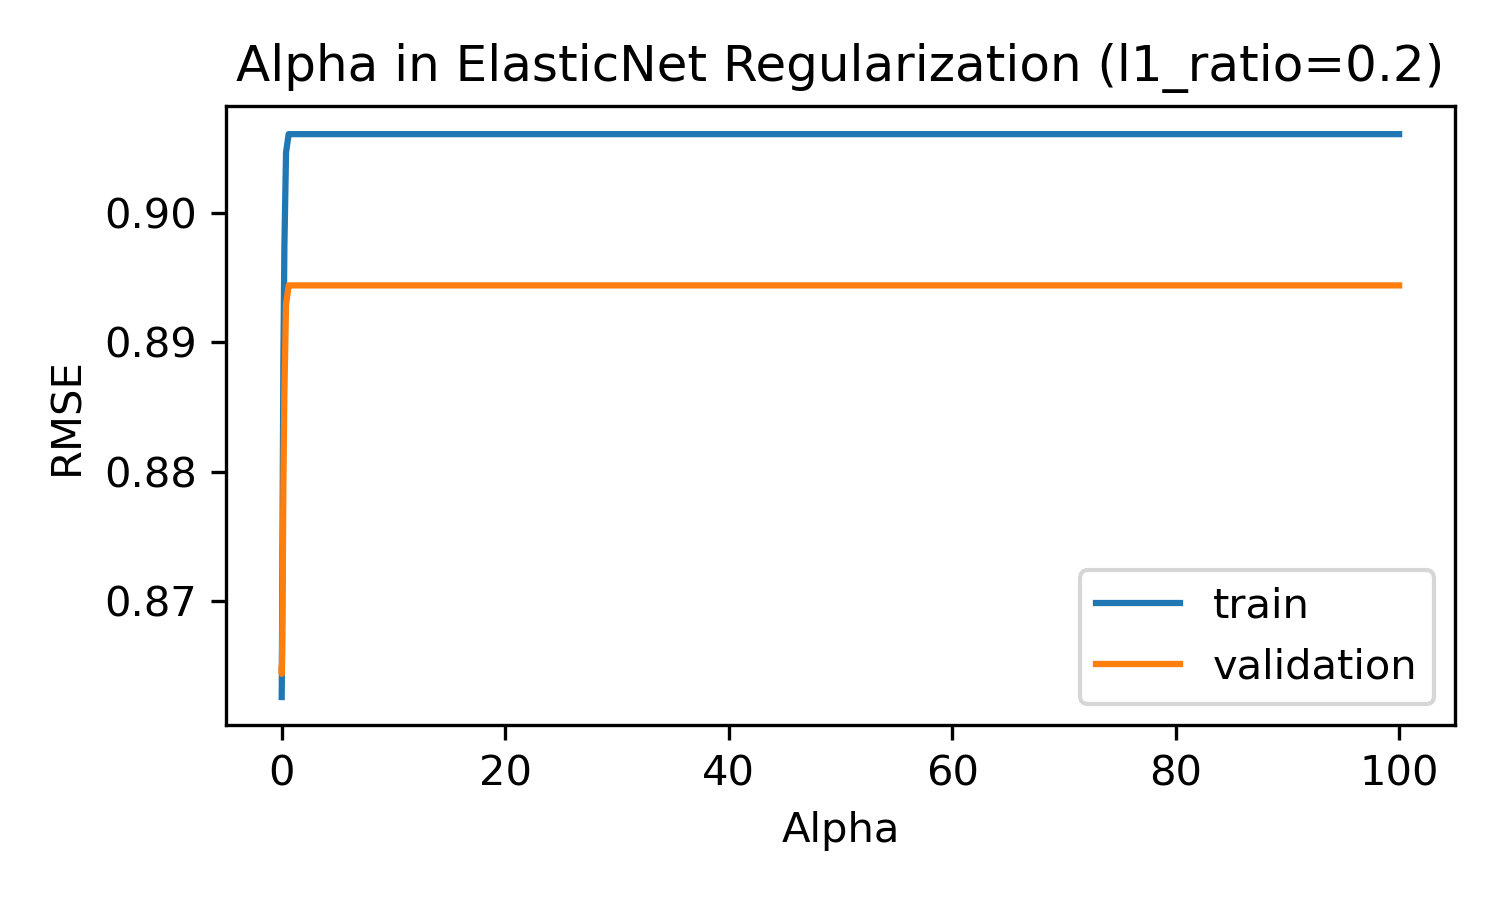 Alpha in ElasticNet Regularization (l1_ratio=0.2)
RMSE
0.90
0.89
0.88
0.87
train
validation
0 20 40 60 80 100
Alpha